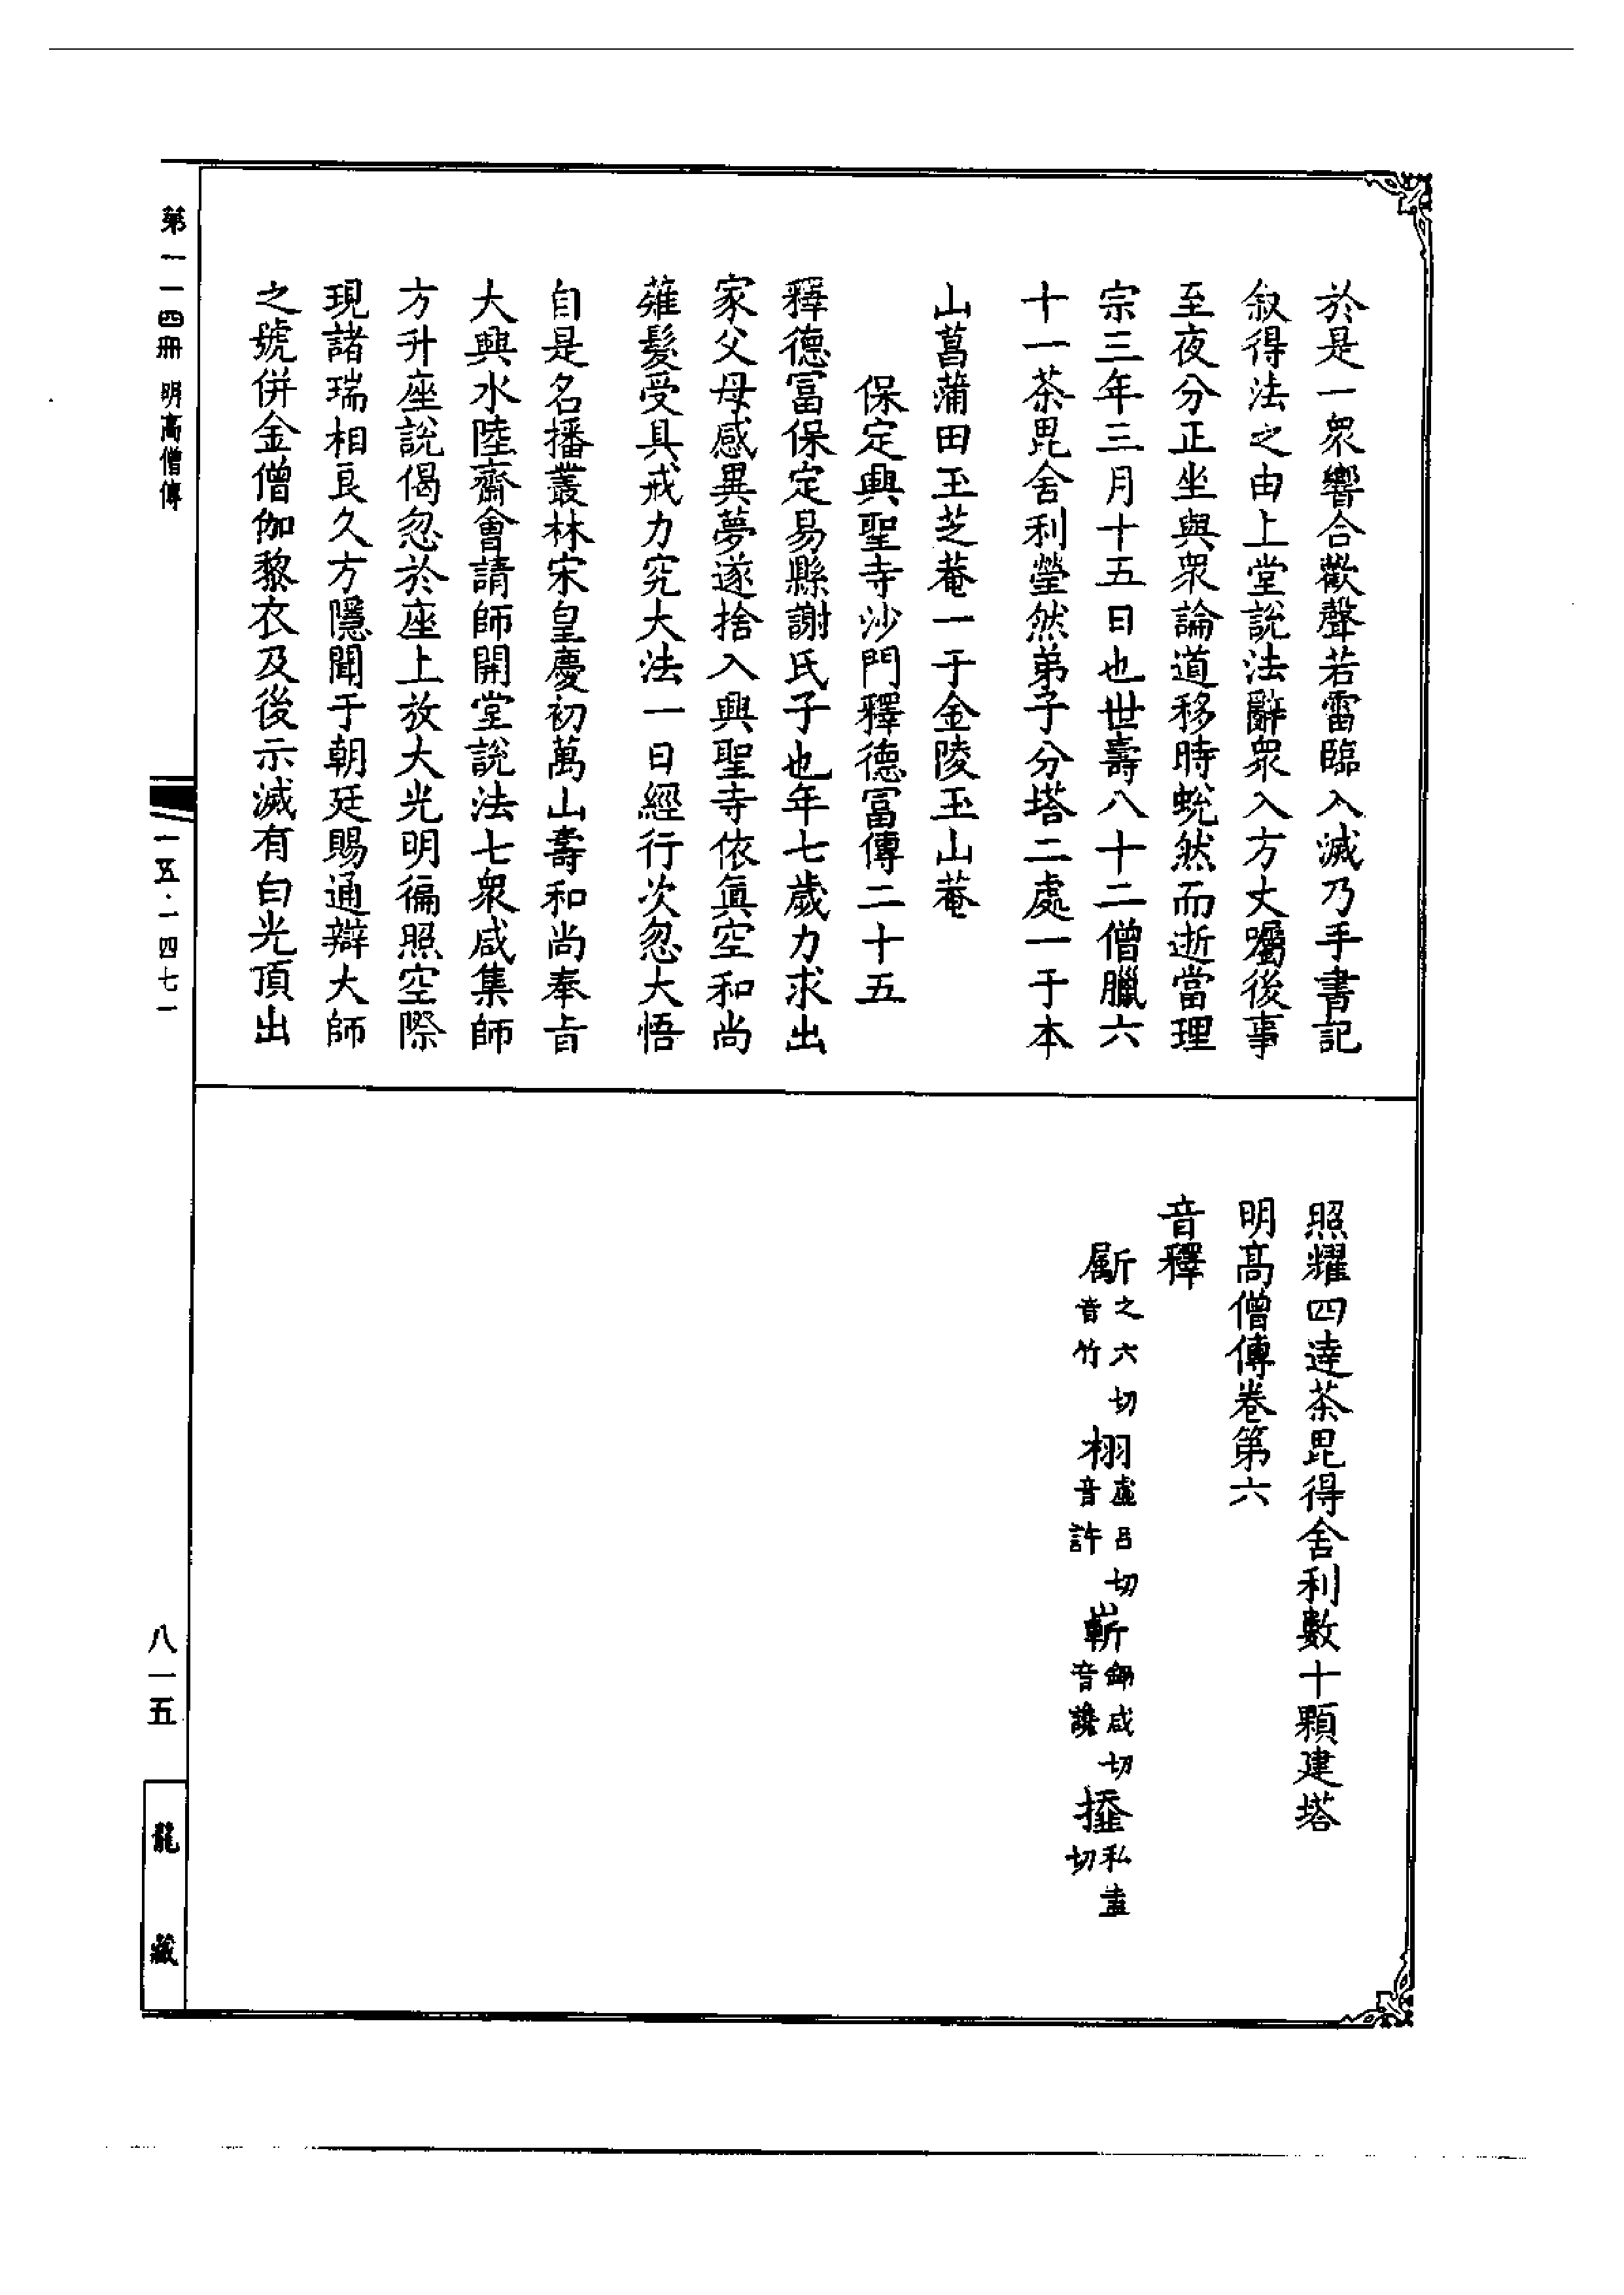 於是一衆響合歡聲若雷臨入滅乃手書記
叙得法之由上堂說法辭衆入方丈囑後事
至夜分正坐與衆論道移時蛻然而逝當理
宗三年三月十五日也世壽八十二僧臘六
十一茶毘舍利瑩然弟子分塔二處一于本
山菖蒲田玉芝菴一于金陵玉山菴
保定興聖寺沙門釋德富傳二十五
釋德富保定易縣謝氏子也年七歲力求出
家父母感異夢遂捨入興聖寺依眞空和尚
薙髮受具戒力究大法一日經行次忽大悟
自是名播叢林宋皇慶初萬山壽和尚奉旨
大興水陸齋會請師開堂說法七衆咸集師
方升座說偈忽於座上放大光明徧照空際
現諸瑞相良久方隱聞于朝廷賜通辯大師
之號併金僧伽黎衣及後示滅有白光頂出
照耀四達茶毘得舍利數十顆建塔
明高僧傳卷第六
音釋
斸之六切音竹 栩虛呂切音許 嶄鉏咸切音讒 㩳私盍切
第一一四冊 明高僧傳
一五·一四七一
八一五
龍藏